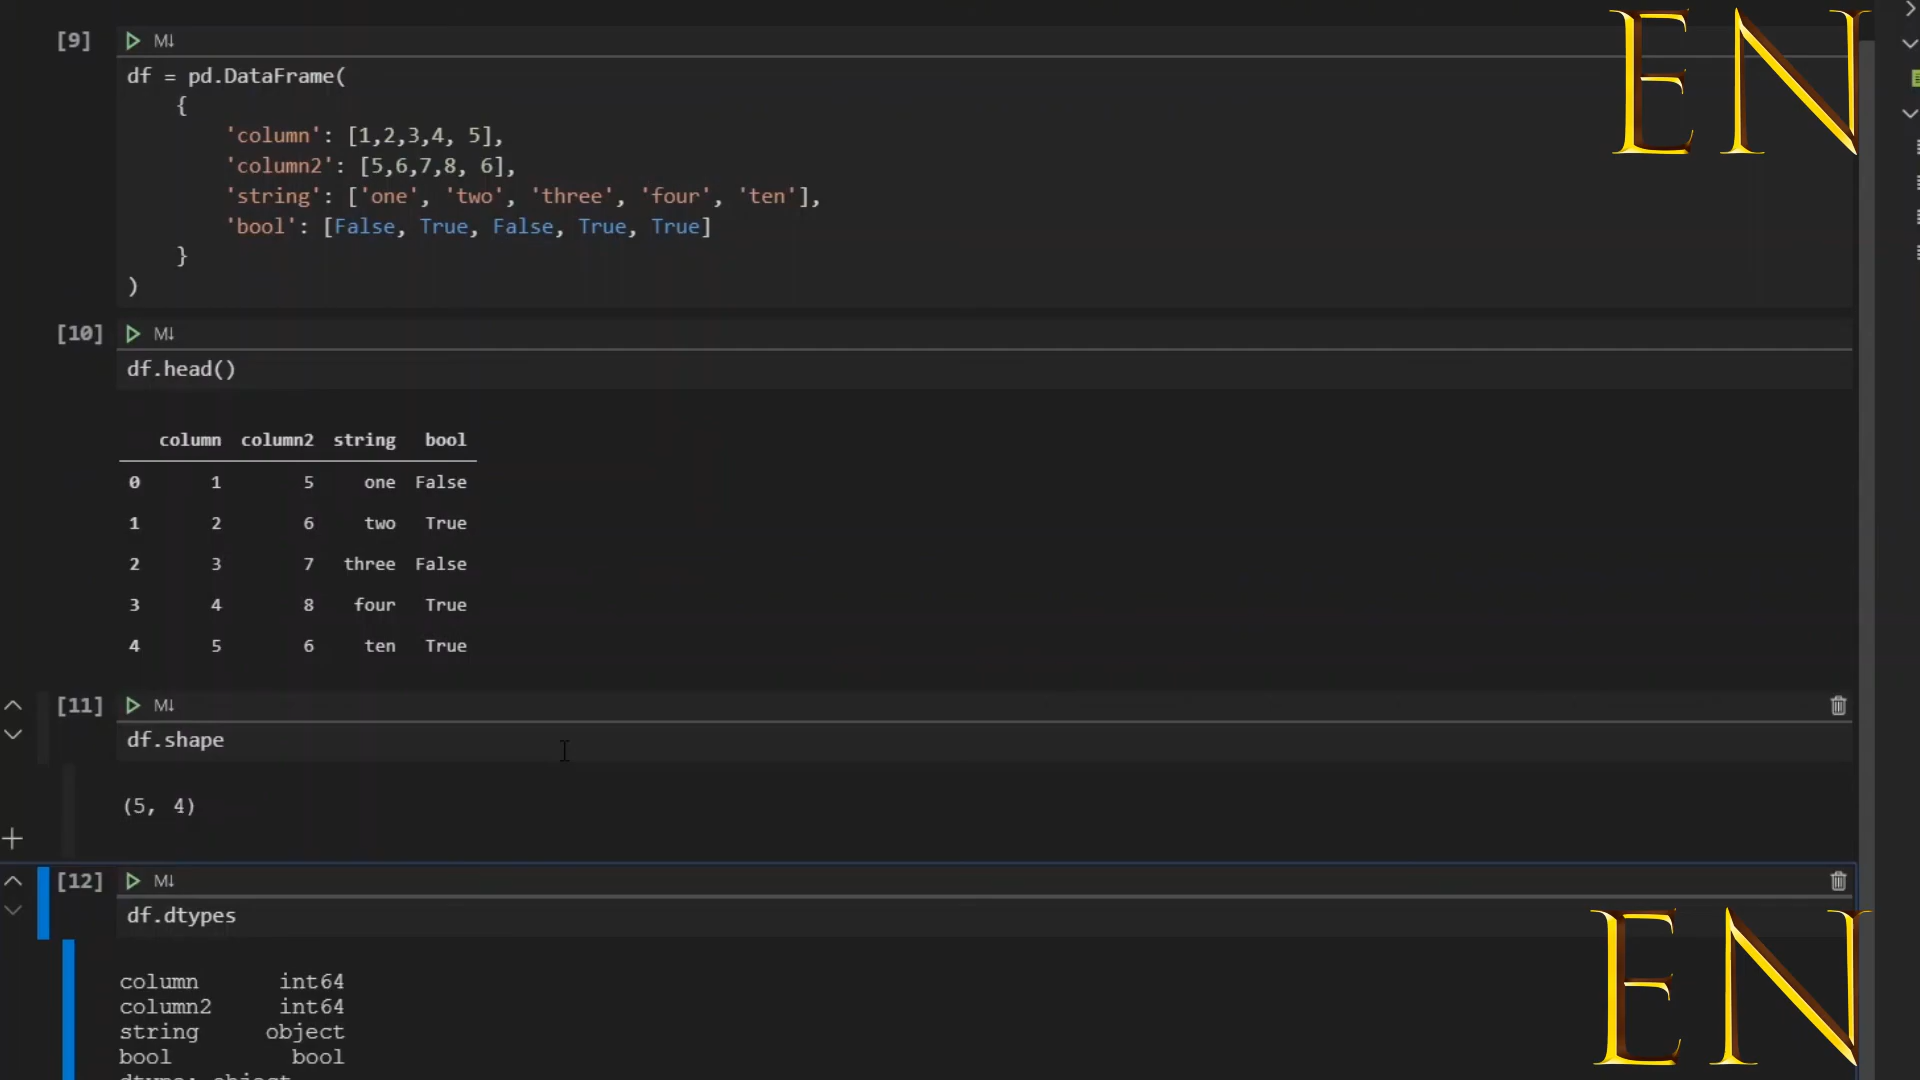 EN
[9] M↓
df = pd.DataFrame(
{
'column': [1,2,3,4, 5],
'column2': [5,6,7,8, 6],
'string': ['one', 'two', 'three', 'four', 'ten'],
'bool': [False, True, False, True, True]
}
)
[10] M↓
df.head()
column column2 string bool
0 1 5 one False
1 2 6 two True
2 3 7 three False
3 4 8 four True
4 5 6 ten True
[11] M↓
df.shape
(5, 4)
[12] M↓
df.dtypes
EN
column int64
column2 int64
string object
bool bool
dtype: object